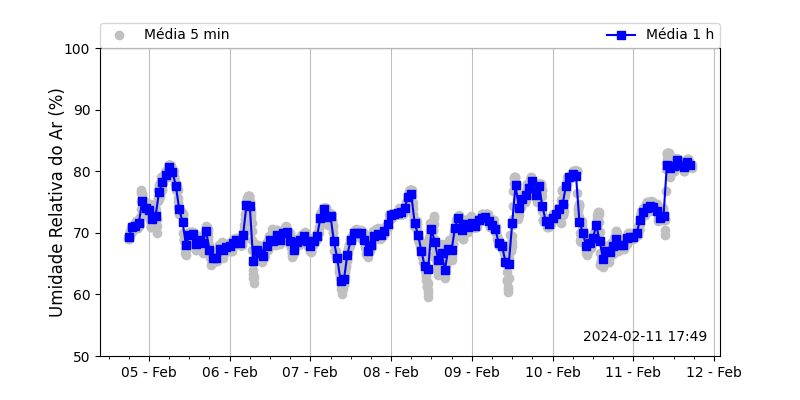 Média 5 min
Média 1 h
Umidade Relativa do Ar (%)
100
90
80
70
60
50
2024-02-11 17:49
05 - Feb
06 - Feb
07 - Feb
08 - Feb
09 - Feb
10 - Feb
11 - Feb
12 - Feb